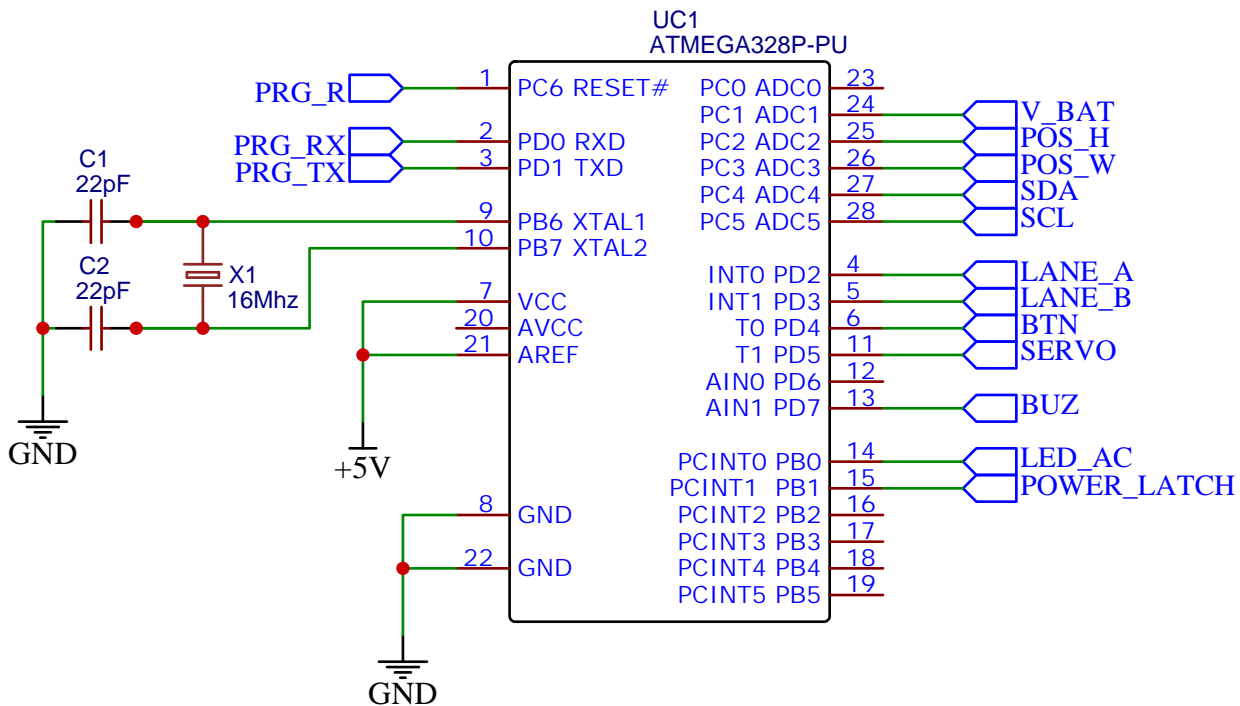 UC1
ATMEGA328P-PU
PRG_R
1
PC6 RESET#
PC0 ADC0
23
PC1 ADC1
24
V_BAT
PRG_RX
2
PD0 RXD
PC2 ADC2
25
POS_H
PRG_TX
3
PD1 TXD
PC3 ADC3
26
POS_W
C1
22pF
PC4 ADC4
27
SDA
9
PB6 XTAL1
PC5 ADC5
28
SCL
10
PB7 XTAL2
C2
22pF
X1
16Mhz
INT0 PD2
4
LANE_A
7
VCC
INT1 PD3
5
LANE_B
20
AVCC
T0 PD4
6
BTN
21
AREF
T1 PD5
11
SERVO
AIN0 PD6
12
AIN1 PD7
13
BUZ
GND
+5V
PCINT0 PB0
14
LED_AC
PCINT1 PB1
15
POWER_LATCH
8
GND
PCINT2 PB2
16
PCINT3 PB3
17
22
GND
PCINT4 PB4
18
PCINT5 PB5
19
GND